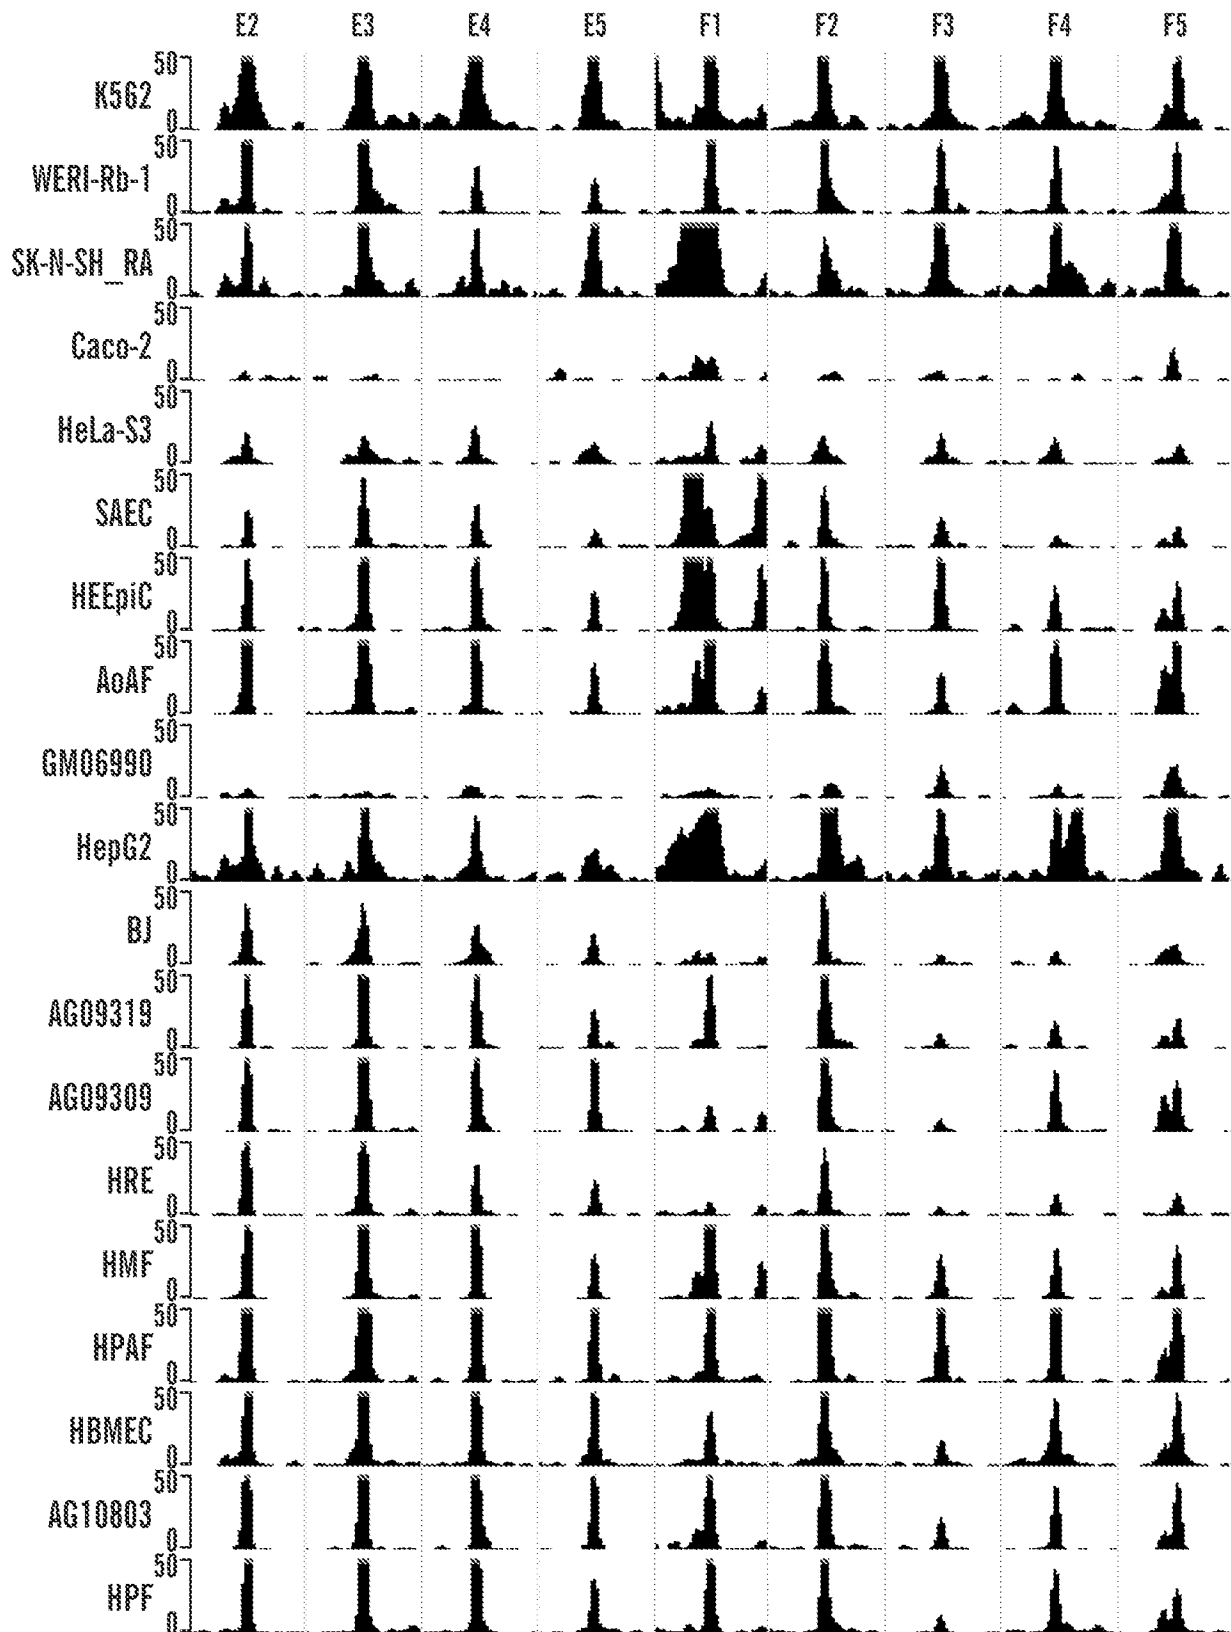 E2 E3 E4 E5 F1 F2 F3 F4 F5
50
K562
0
50
WERI-Rb-1
0
50
SK-N-SH_RA
0
50
Caco-2
0
50
HeLa-S3
0
50
SAEC
0
50
HEEpiC
0
50
AoAF
0
50
GM06990
0
50
HepG2
0
50
BJ
0
50
AG09319
0
50
AG09309
0
50
HRE
0
50
HMF
0
50
HPAF
0
50
HBMEC
0
50
AG10803
0
50
HPF
0